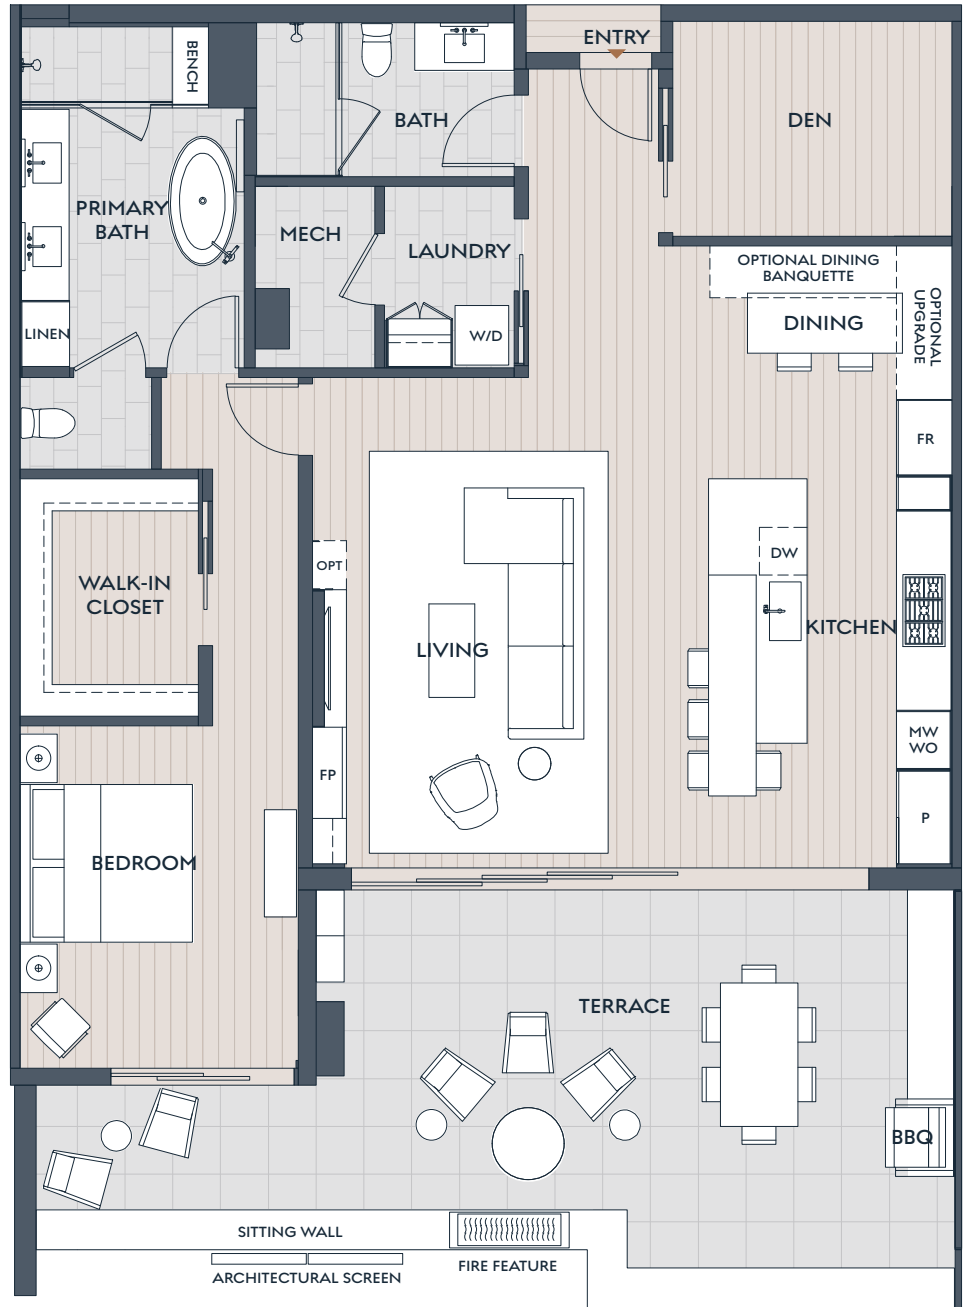 ENTRY
BENCH
BATH
DEN
PRIMARY
BATH
MECH
LAUNDRY
OPTIONAL DINING
BANQUETTE
OPTIONAL
UPGRADE
DINING
LINEN
W/D
FR
OPT
DW
WALK-IN
CLOSET
LIVING
KITCHEN
MW
WO
FP
P
BEDROOM
TERRACE
BBQ
SITTING WALL
FIRE FEATURE
ARCHITECTURAL SCREEN